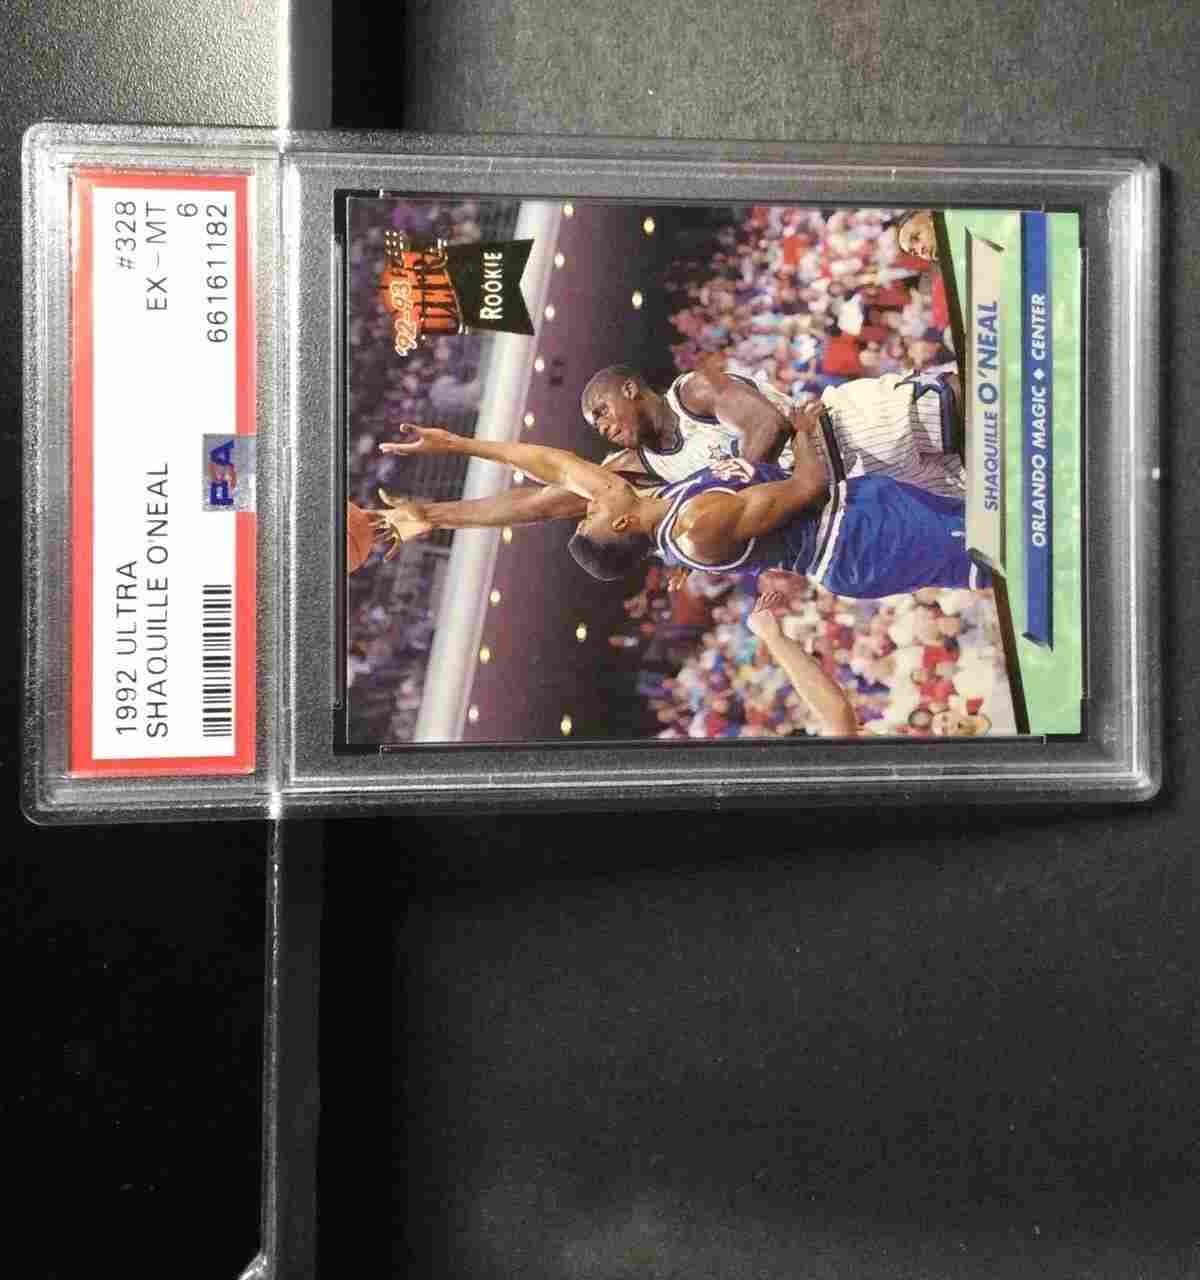 1992 ULTRA #328
SHAQUILLE O'NEAL EX - MT
6
PSA 66161182
'92-93 FLEER
ULTRA
ROOKIE
SHAQUILLE O'NEAL
ORLANDO MAGIC ♦ CENTER